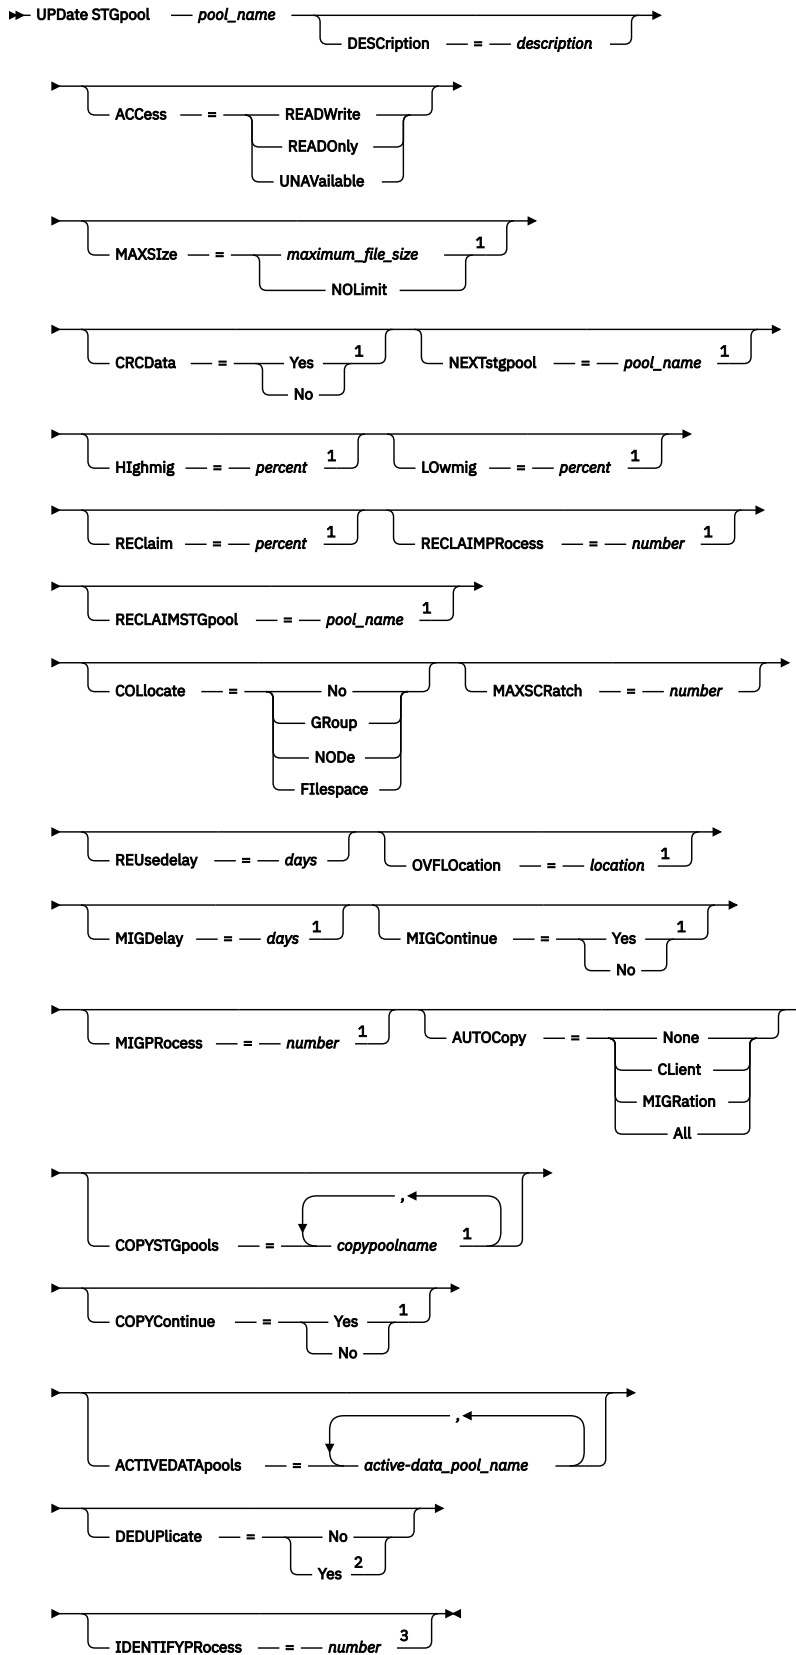 UPDate STGpool pool_name
DESCription = description
ACCess = READWrite
READOnly
UNAVailable
MAXSIze = maximum_file_size 1
NOLimit
CRCData = Yes 1 NEXTstgpool = pool_name 1
No
HIghmig = percent 1 LOwmig = percent 1
REClaim = percent 1 RECLAIMPRocess = number 1
RECLAIMSTGpool = pool_name 1
COLlocate = No MAXSCRatch = number
GRoup
NODe
FIlespace
REUsedelay = days OVFLOcation = location 1
MIGDelay = days 1 MIGContinue = Yes 1
No
MIGPRocess = number 1 AUTOCopy = None
CLient
MIGRation
All
,
COPYSTGpools = copypoolname 1
COPYContinue = Yes 1
No
,
ACTIVEDATApools = active-data_pool_name
DEDUPlicate = No
Yes 2
IDENTIFYPRocess = number 3